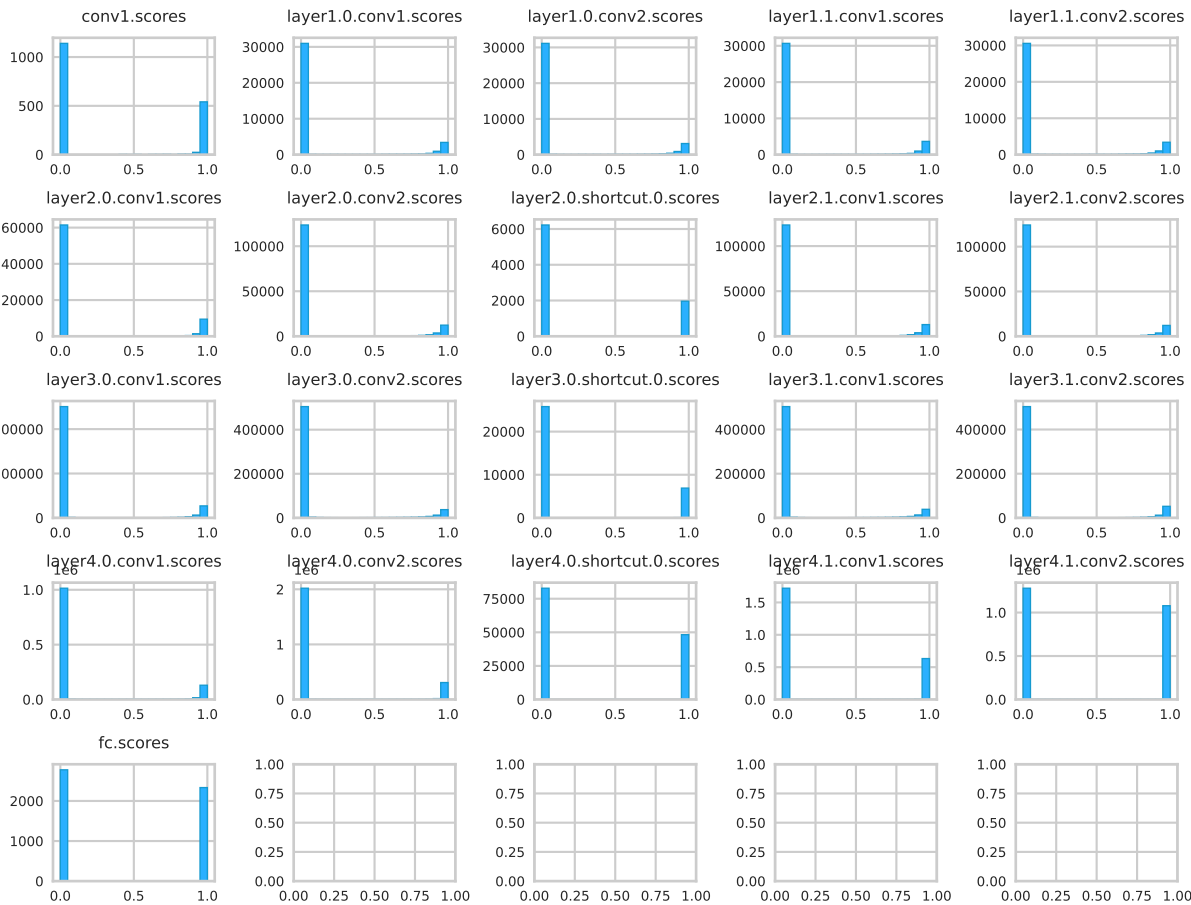 conv1.scores layer1.0.conv1.scores layer1.0.conv2.scores layer1.1.conv1.scores layer1.1.conv2.scores
1000 30000 30000 30000 30000
20000 20000 20000 20000
500 10000 10000 10000 10000
0 0 0 0 0
0.0 0.5 1.0 0.0 0.5 1.0 0.0 0.5 1.0 0.0 0.5 1.0 0.0 0.5 1.0
layer2.0.conv1.scores layer2.0.conv2.scores layer2.0.shortcut.0.scores layer2.1.conv1.scores layer2.1.conv2.scores
60000 100000 6000 100000 100000
40000 4000
20000 50000 2000 50000 50000
0 0 0 0 0
0.0 0.5 1.0 0.0 0.5 1.0 0.0 0.5 1.0 0.0 0.5 1.0 0.0 0.5 1.0
layer3.0.conv1.scores layer3.0.conv2.scores layer3.0.shortcut.0.scores layer3.1.conv1.scores layer3.1.conv2.scores
00000 400000 20000 400000 400000
00000 200000 10000 200000 200000
0 0 0 0 0
0.0 0.5 1.0 0.0 0.5 1.0 0.0 0.5 1.0 0.0 0.5 1.0 0.0 0.5 1.0
layer4.0.conv1.scores layer4.0.conv2.scores layer4.0.shortcut.0.scores layer4.1.conv1.scores layer4.1.conv2.scores
1e6 1e6 1e6 1e6
1.0 2 75000 1.5 1.0
0.5 1 50000 1.0 0.5
25000 0.5
0.0 0 0 0.0 0.0
0.0 0.5 1.0 0.0 0.5 1.0 0.0 0.5 1.0 0.0 0.5 1.0 0.0 0.5 1.0
fc.scores
1.00 1.00 1.00 1.00
2000 0.75 0.75 0.75 0.75
0.50 0.50 0.50 0.50
1000 0.25 0.25 0.25 0.25
0 0.00 0.00 0.00 0.00
0.0 0.5 1.0 0.00 0.25 0.50 0.75 1.00 0.00 0.25 0.50 0.75 1.00 0.00 0.25 0.50 0.75 1.00 0.00 0.25 0.50 0.75 1.00